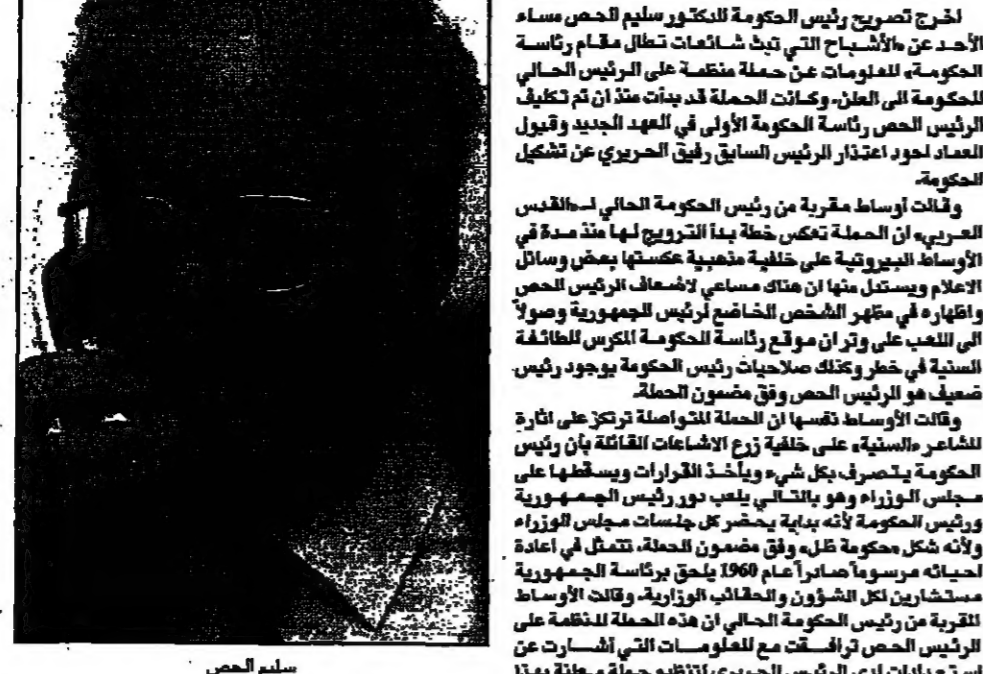 اخرج تصريح رئيس الحكومة الدكتور سليم الحص مساء
الأحد عن «الأشباح التي تبث شائعات تطال مقام رئاسة
الحكومة» المعلومات عن حملة منظمة على الرئيس الحالي
للحكومة الى العلن. وكانت الحملة قد بدأت منذ ان تم تكليف
الرئيس الحص رئاسة الحكومة الأولى في العهد الجديد وقبول
العماد لحود اعتذار الرئيس السابق رفيق الحريري عن تشكيل
الحكومة.
وقالت أوساط مقربة من رئيس الحكومة الحالي لـ«القدس
العربي» ان الحملة تعكس خطة بدأ الترويج لها منذ مدة في
الأوساط البيروتية على خلفية مذهبية عكستها بعض وسائل
الاعلام ويستدل منها ان هناك مساعي لاضعاف الرئيس الحص
واظهاره في مظهر الشخص الخاضع لرئيس الجمهورية وصولاً
الى اللعب على وتر ان موقع رئاسة الحكومة المكرس للطائفة
السنية في خطر وكذلك صلاحيات رئيس الحكومة بوجود رئيس
ضعيف هو الرئيس الحص وفق مضمون الحملة.
وقالت الأوساط نفسها ان الحملة المتواصلة ترتكز على اثارة
المشاعر «السنية» على خلفية زرع الاشاعات القائلة بأن رئيس
الحكومة يتصرف بكل شيء ويأخذ القرارات ويسقطها على
مجلس الوزراء وهو بالتالي يلعب دور رئيس الجمهورية
ورئيس الحكومة لأنه بداية يحضر كل جلسات مجلس الوزراء
ولأنه شكل «حكومة ظل» وفق مضمون الحملة، تتمثل في اعادة
احيائه مرسوماً صادراً عام 1960 يلحق برئاسة الجمهورية
مستشارين لكل الشؤون والحقائب الوزارية. وقالت الأوساط
المقربة من رئيس الحكومة الحالي ان هذه الحملة المنظمة على
الرئيس الحص ترافقت مع المعلومات التي أشارت عن
استعدادات لدى الرئيس الحريري لتنظيم حملة معلنة بهذا
سليم الحص